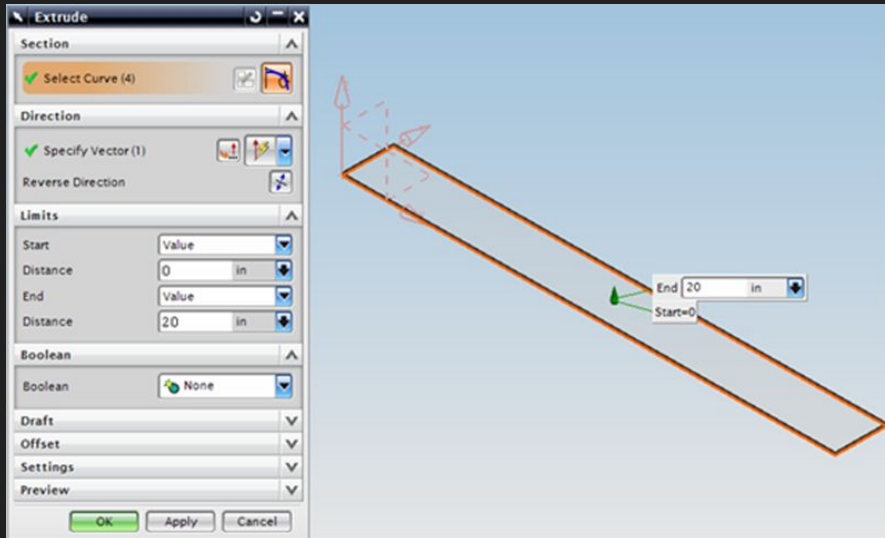 Extrude
Section
Select Curve (4)
Direction
Specify Vector (1)
Reverse Direction
Limits
Start Value
Distance 0 in
End Value
Distance 20 in
Boolean
Boolean None
Draft
Offset
Settings
Preview
OK Apply Cancel
End 20 in
Start=0